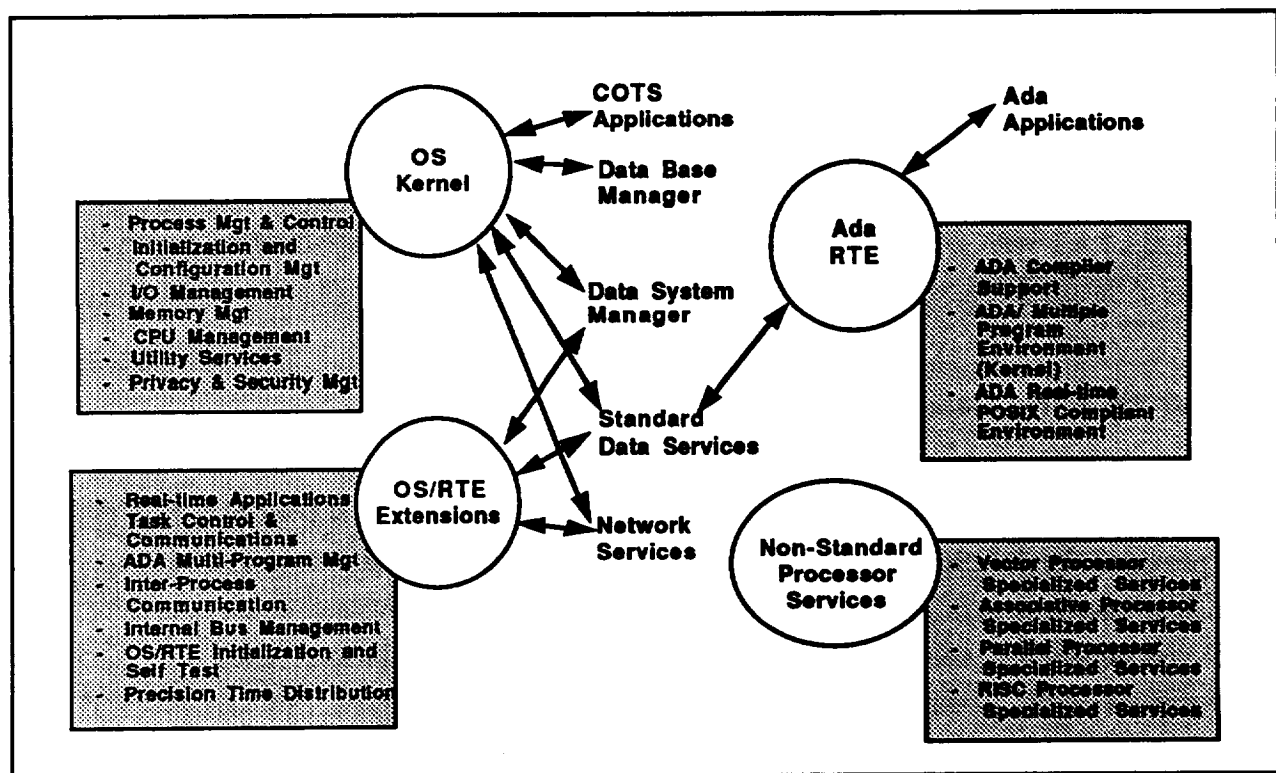 COTS
Applications
Ada
Applications
OS
Kernel
Data Base
Manager
- Process Mgt & Control
- Initialization and
Configuration Mgt
- I/O Management
- Memory Mgt
- CPU Management
- Utility Services
- Privacy & Security Mgt
Ada
RTE
- ADA Compiler
Support
- ADA/ Multiple
Program
Environment
(Kernel)
- ADA Real-time
POSIX Compliant
Environment
Data System
Manager
Standard
Data Services
OS/RTE
Extensions
- Real-time Applications
Task Control &
Communications
- ADA Multi-Program Mgt
- Inter-Process
Communication
- Internal Bus Management
- OS/RTE Initialization and
Self Test
- Precision Time Distribution
Network
Services
Non-Standard
Processor
Services
- Vector Processor
Specialized Services
- Associative Processor
Specialized Services
- Parallel Processor
Specialized Services
- RISC Processor
Specialized Services